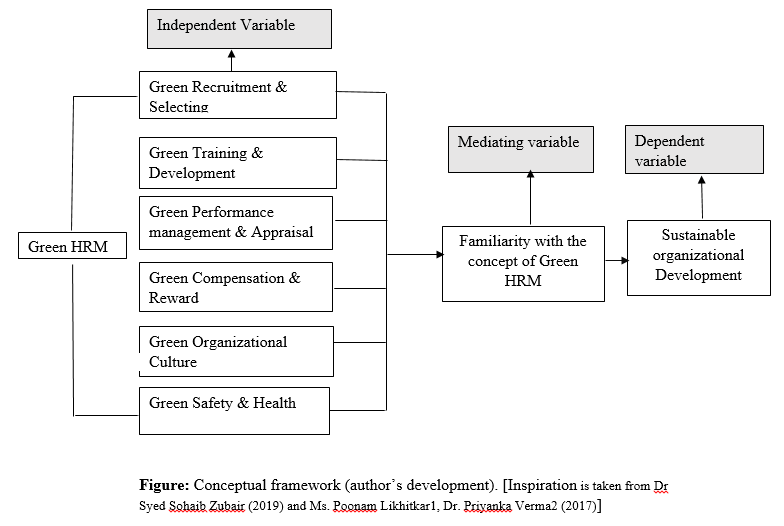 Independent Variable
Green Recruitment &
Selecting
Green Training &
Development
Mediating variable
Dependent
variable
Green Performance
management & Appraisal
Green HRM
Familiarity with the
concept of Green
HRM
Sustainable
organizational
Development
Green Compensation &
Reward
Green Organizational
Culture
Green Safety & Health
Figure: Conceptual framework (author’s development). [Inspiration is taken from Dr
Syed Sohaib Zubair (2019) and Ms. Poonam Likhitkar1, Dr. Priyanka Verma2 (2017)]